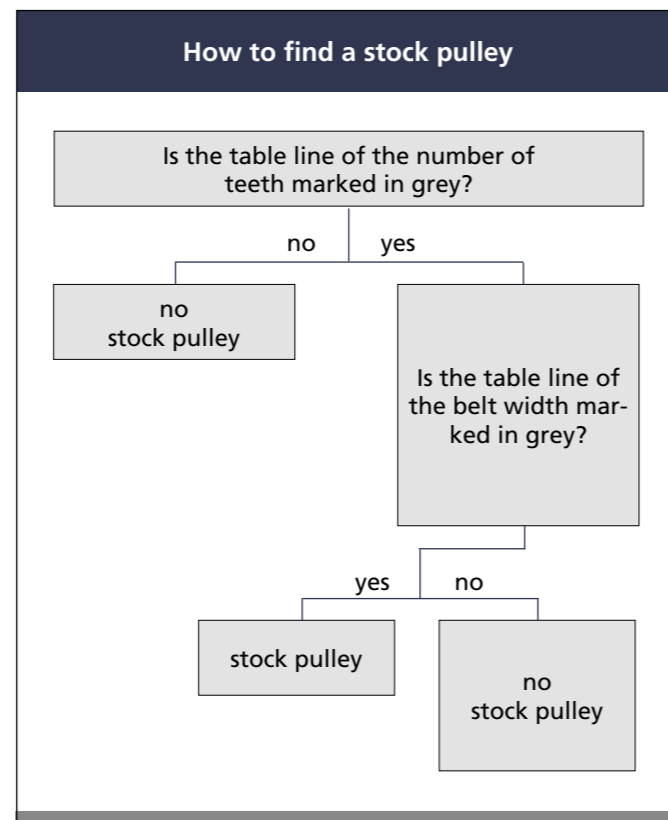 How to find a stock pulley
Is the table line of the number of
teeth marked in grey?
no
yes
no
stock pulley
Is the table line of
the belt width mar-
ked in grey?
yes
no
stock pulley
no
stock pulley